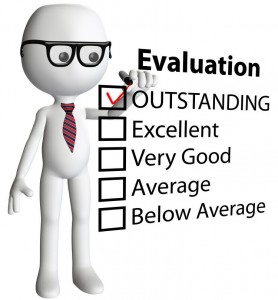 Evaluation
OUTSTANDING
Excellent
Very Good
Average
Below Average